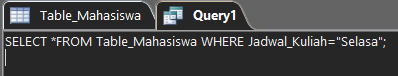 Table_Mahasiswa Query1
SELECT *FROM Table_Mahasiswa WHERE Jadwal_Kuliah="Selasa";